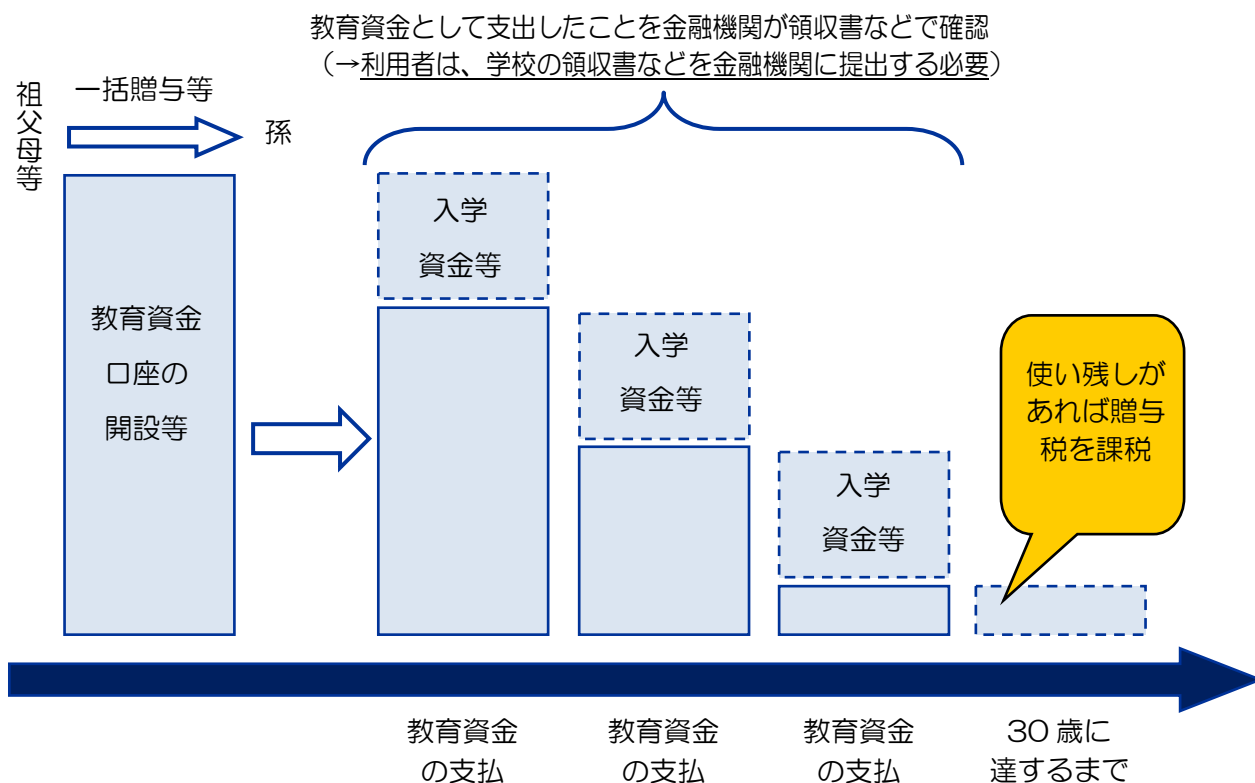 教育資金として支出したことを金融機関が領収書などで確認
（→利用者は、学校の領収書などを金融機関に提出する必要）
祖父母等
一括贈与等
孫
教育資金
口座の
開設等
入学
資金等
入学
資金等
入学
資金等
使い残しが
あれば贈与
税を課税
教育資金
の支払
教育資金
の支払
教育資金
の支払
30歳に
達するまで